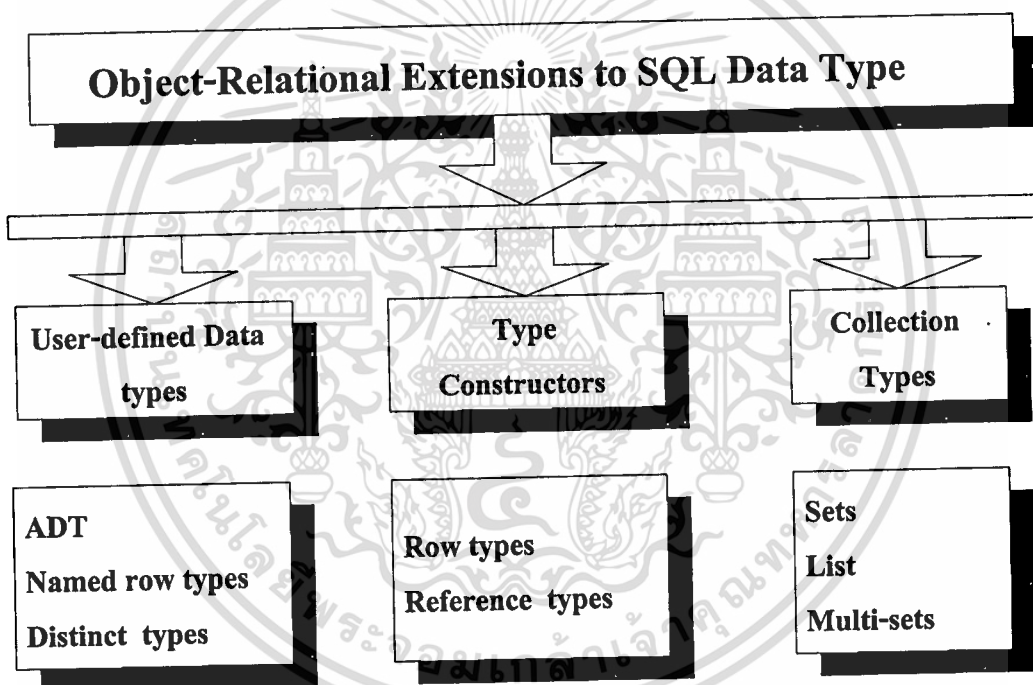 Object-Relational Extensions to SQL Data Type
User-defined Data
types
Type
Constructors
Collection
Types
ADT
Named row types
Distinct types
Row types
Reference types
Sets
List
Multi-sets